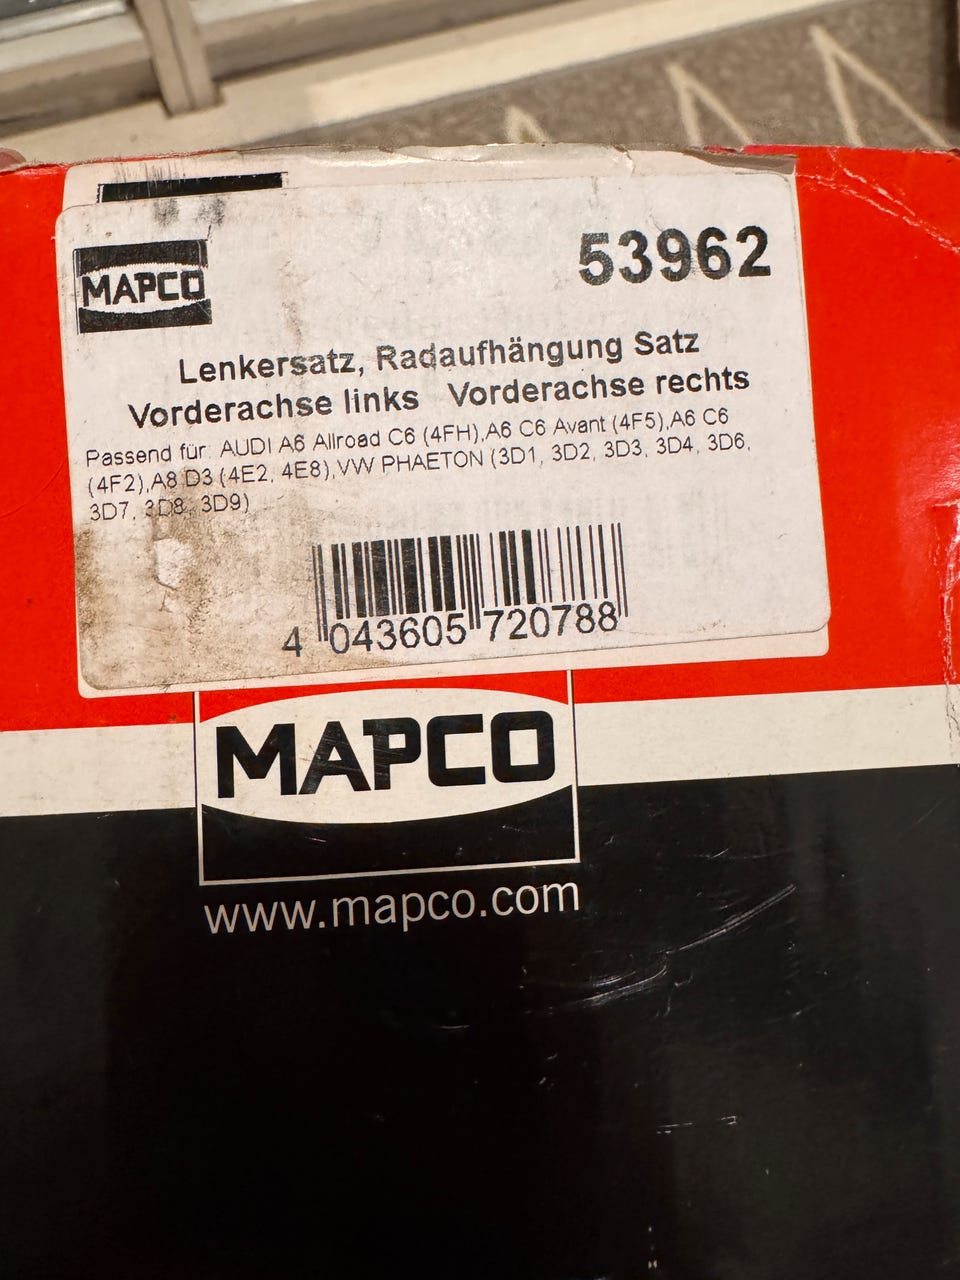 MAPCO
53962
Lenkersatz, Radaufhängung Satz
Vorderachse links Vorderachse rechts
Passend für: AUDI A6 Allroad C6 (4FH),A6 C6 Avant (4F5),A6 C6
(4F2),A8 D3 (4E2, 4E8),VW PHAETON (3D1, 3D2, 3D3, 3D4, 3D6,
3D7, 3D8, 3D9)
4 043605 720788
MAPCO
www.mapco.com